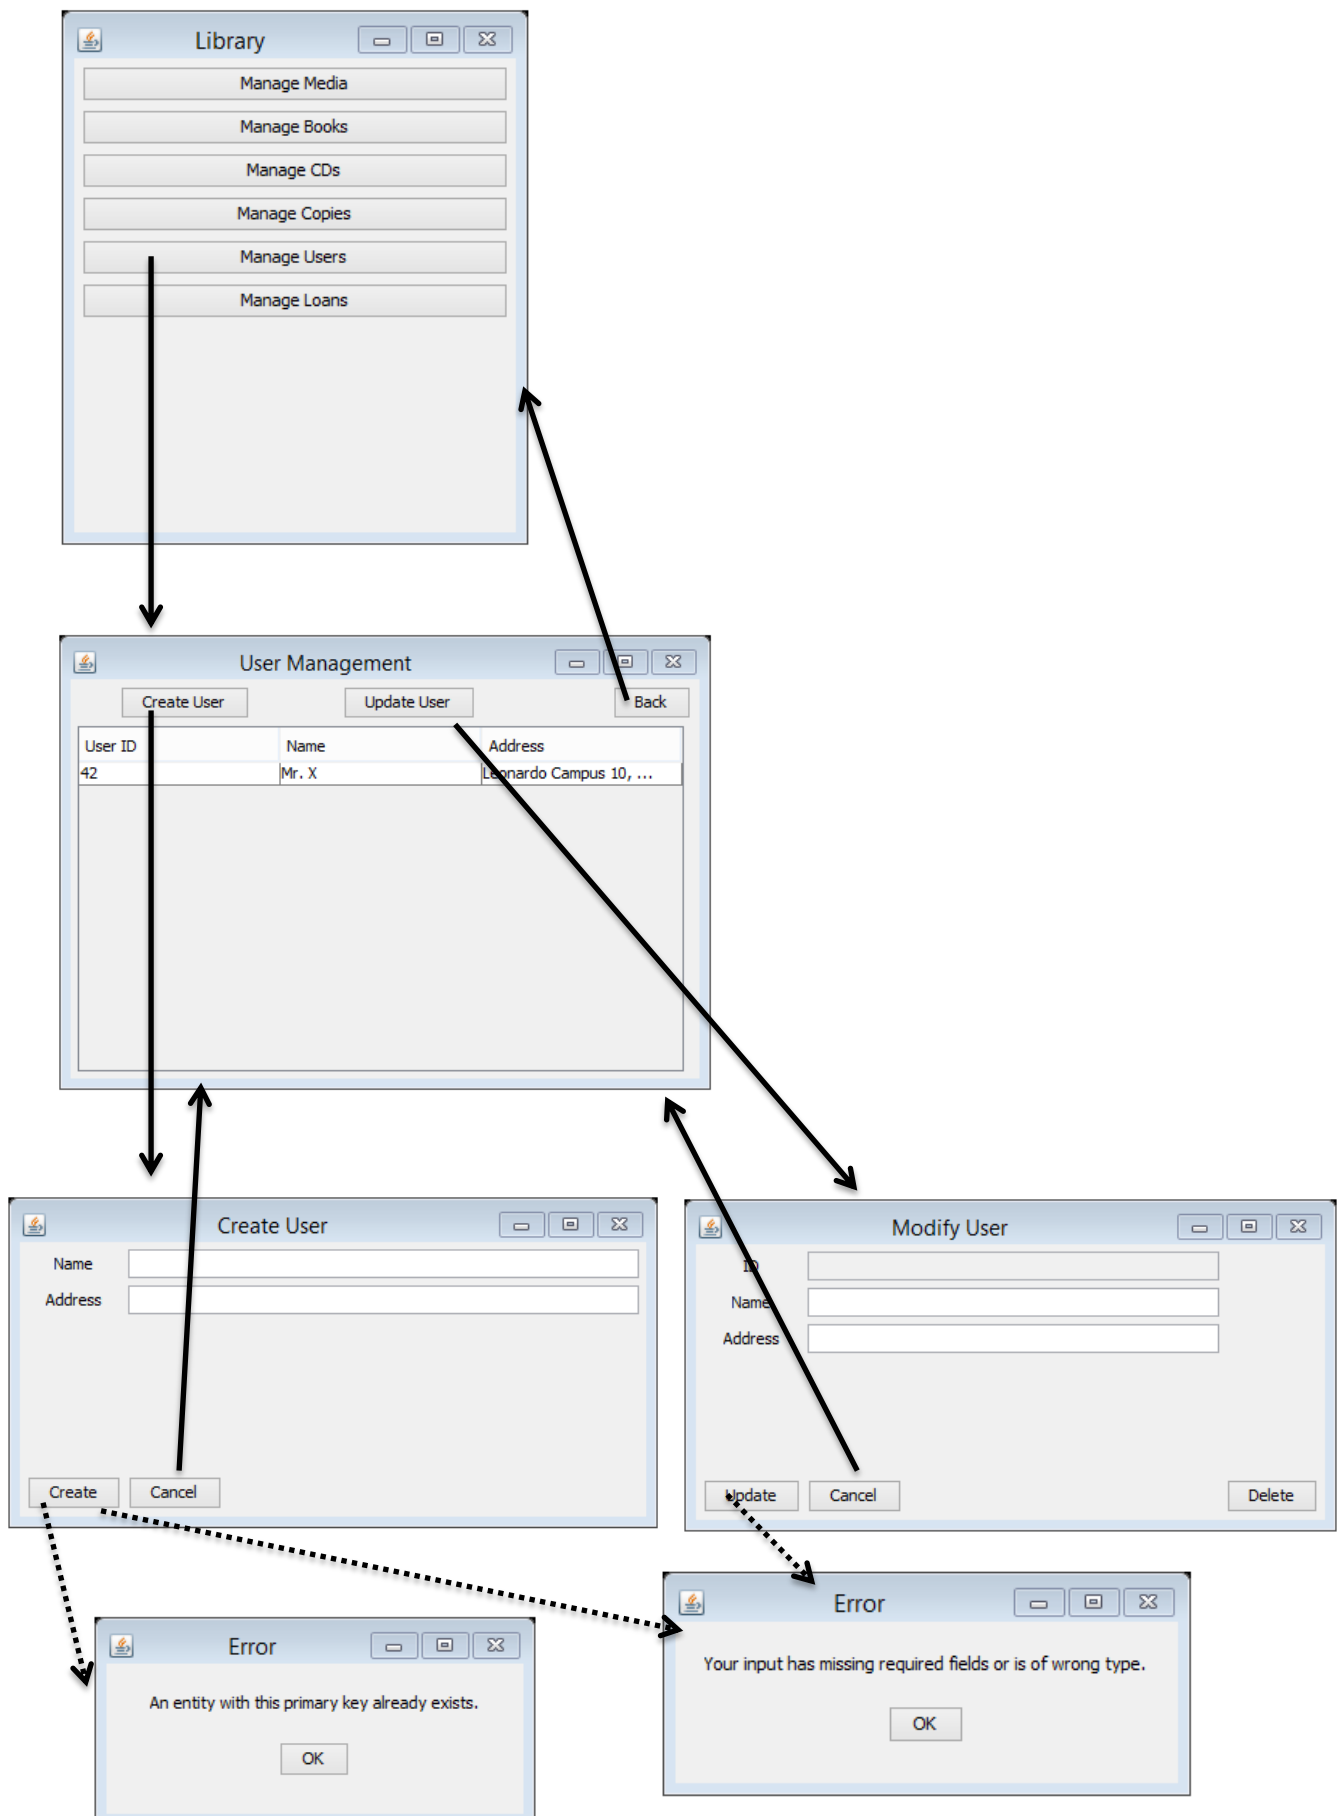 Library
Manage Media
Manage Books
Manage CDs
Manage Copies
Manage Users
Manage Loans
User Management
Create User Update User Back
User ID Name Address
42 Mr. X Leonardo Campus 10, ...
Create User
Name
Address
Create Cancel
Modify User
ID
Name
Address
Update Cancel Delete
Error
An entity with this primary key already exists.
OK
Error
Your input has missing required fields or is of wrong type.
OK